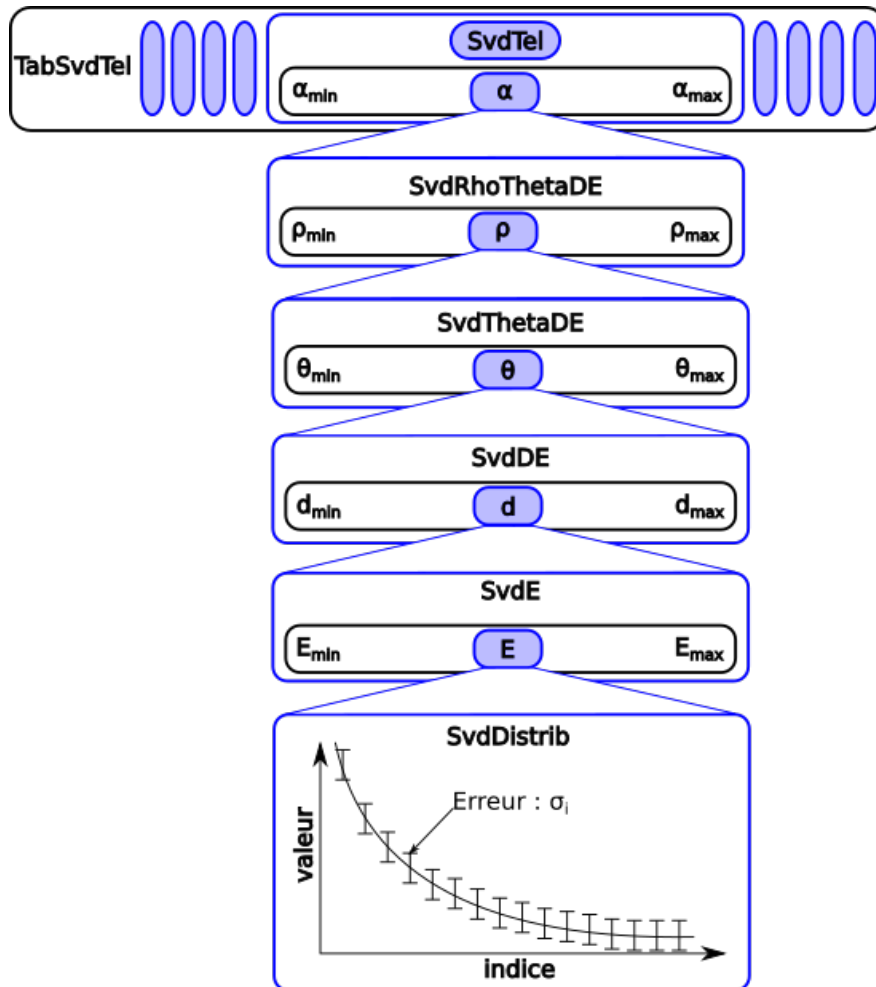 SvdTel
TabSvdTel
αmin α αmax
SvdRhoThetaDE
ρmin ρ ρmax
SvdThetaDE
θmin θ θmax
SvdDE
dmin d dmax
SvdE
Emin E Emax
SvdDistrib
Erreur : σi
valeur
indice